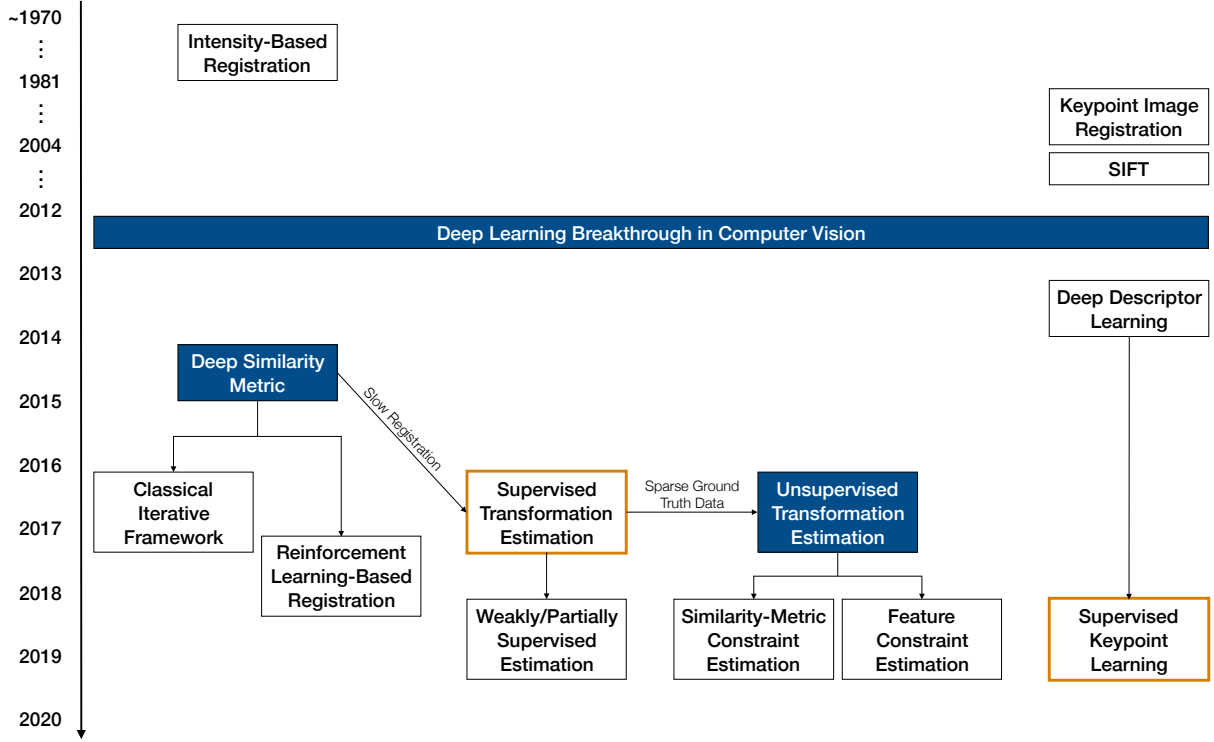 ~1970
⋮
1981
⋮
2004
⋮
2012
2013
2014
2015
2016
2017
2018
2019
2020
Intensity-Based
Registration
Keypoint Image
Registration
SIFT
Deep Learning Breakthrough in Computer Vision
Deep Descriptor
Learning
Deep Similarity
Metric
Slow Registration
Classical
Iterative
Framework
Reinforcement
Learning-Based
Registration
Supervised
Transformation
Estimation
Sparse Ground
Truth Data
Unsupervised
Transformation
Estimation
Weakly/Partially
Supervised
Estimation
Similarity-Metric
Constraint
Estimation
Feature
Constraint
Estimation
Supervised
Keypoint
Learning